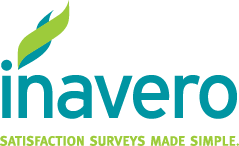 inavero
SATISFACTION SURVEYS MADE SIMPLE.